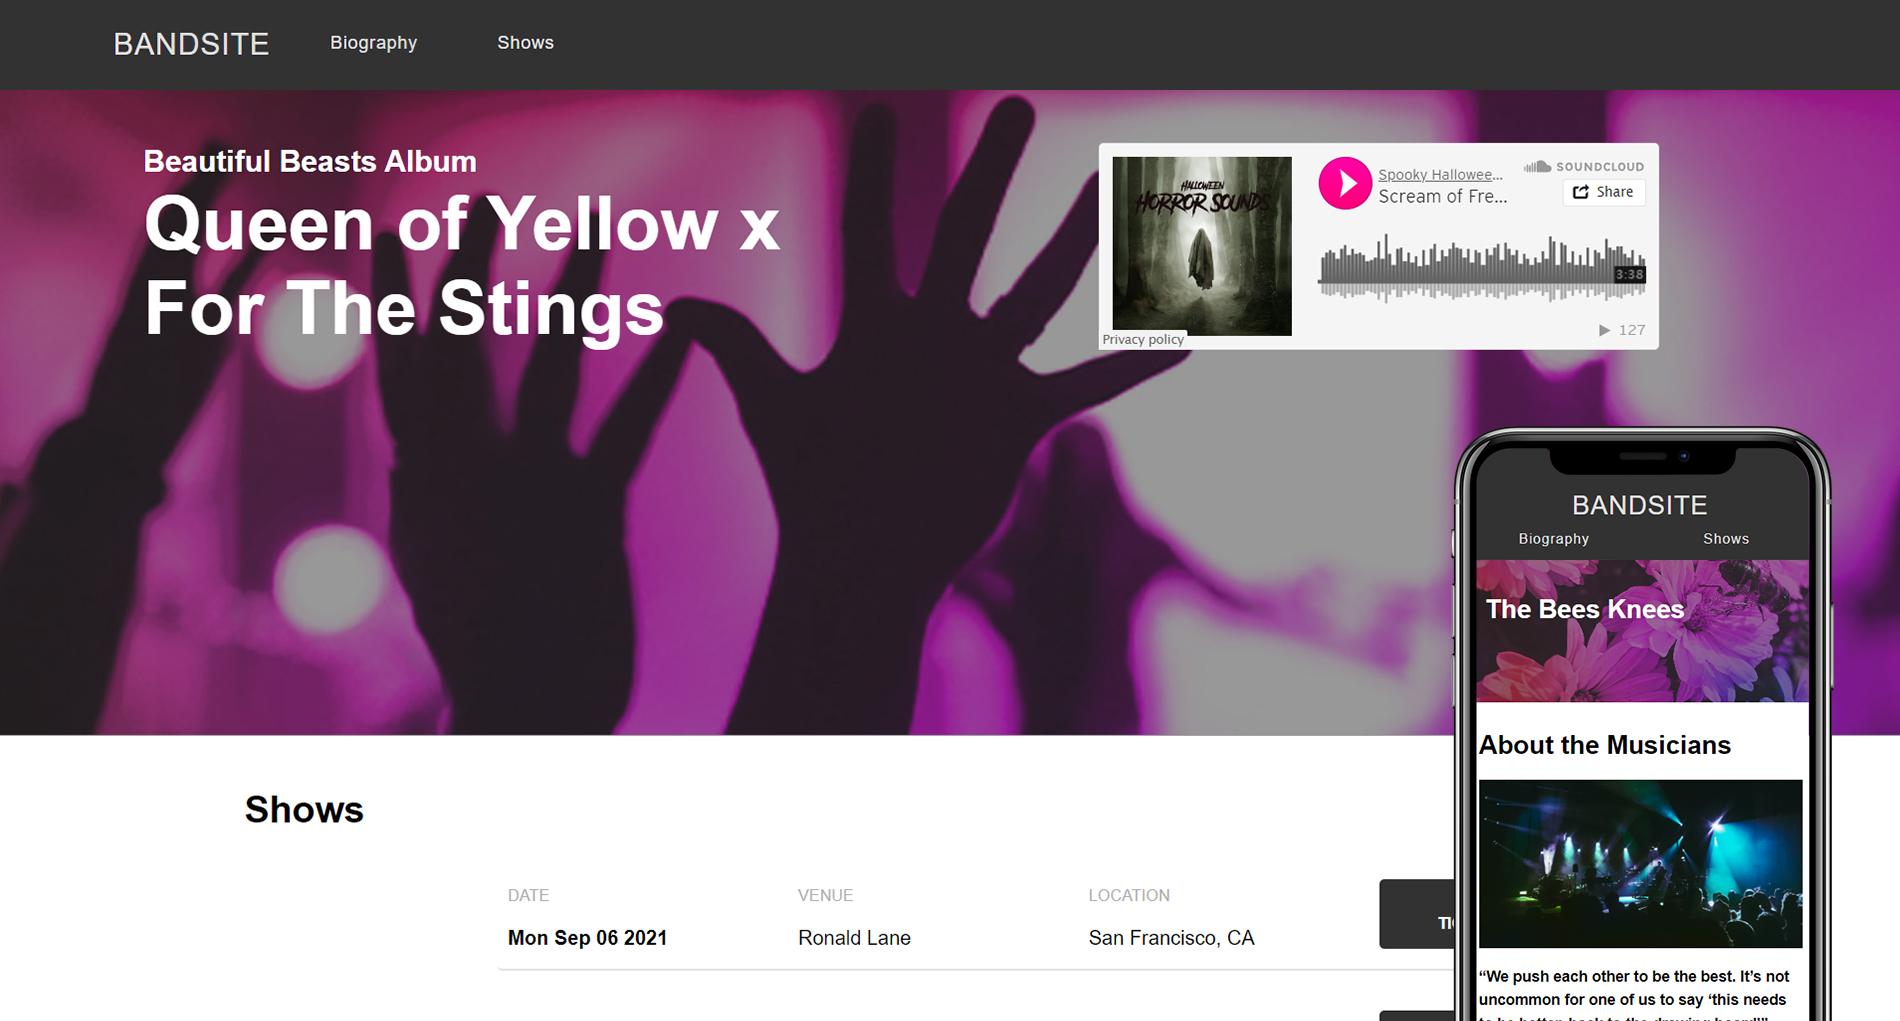 BANDSITE
Biography
Shows
Beautiful Beasts Album
Queen of Yellow x
For The Stings
HALLOWEEN
HORROR SOUNDS
Spooky Hallowee...
Scream of Fre...
SOUNDCLOUD
Share
3:38
127
Privacy policy
Shows
DATE
VENUE
LOCATION
Mon Sep 06 2021
Ronald Lane
San Francisco, CA
BANDSITE
Biography
Shows
The Bees Knees
About the Musicians
“We push each other to be the best. It’s not
uncommon for one of us to say ‘this needs